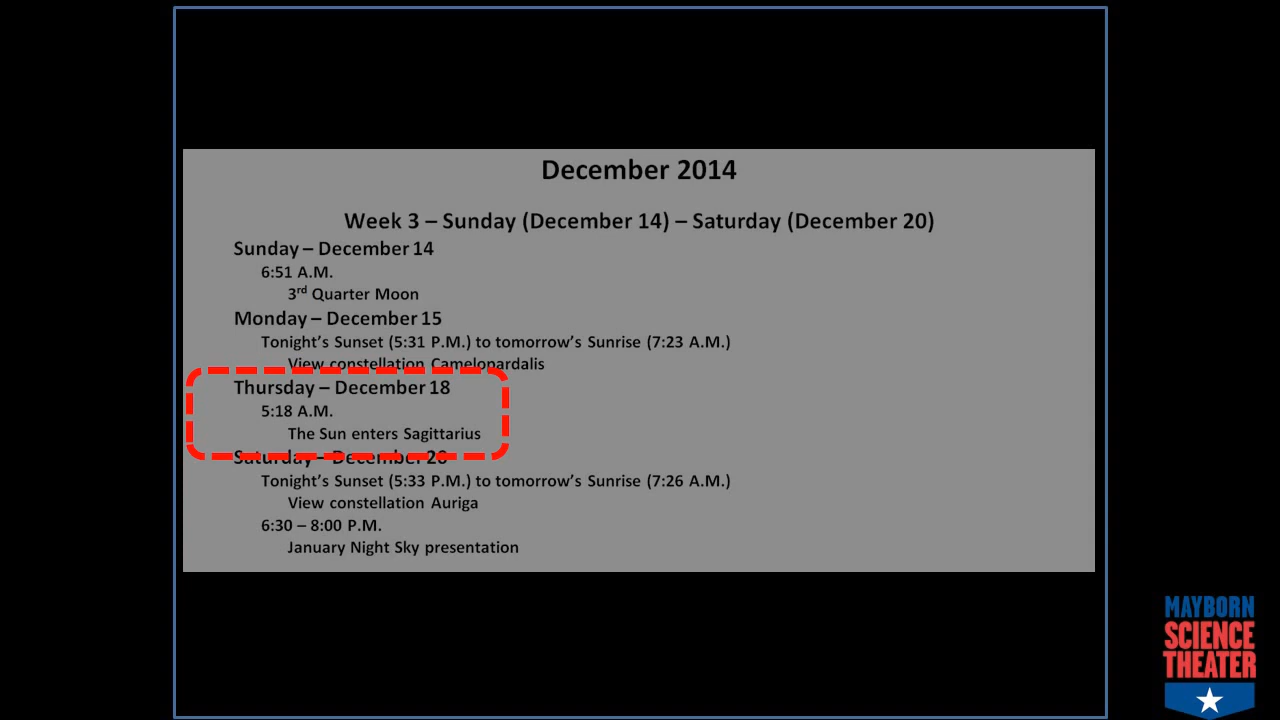 December 2014
Week 3 – Sunday (December 14) – Saturday (December 20)
Sunday – December 14
6:51 A.M.
3rd Quarter Moon
Monday – December 15
Tonight's Sunset (5:31 P.M.) to tomorrow's Sunrise (7:23 A.M.)
View constellation Camelopardalis
Thursday – December 18
5:18 A.M.
The Sun enters Sagittarius
Saturday – December 20
Tonight's Sunset (5:33 P.M.) to tomorrow's Sunrise (7:26 A.M.)
View constellation Auriga
6:30 – 8:00 P.M.
January Night Sky presentation
MAYBORN
SCIENCE
THEATER